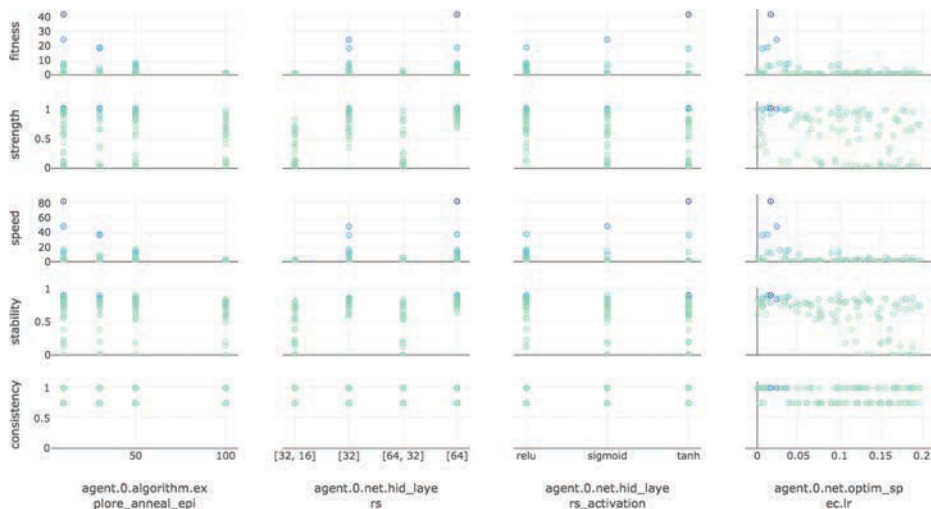 fitness
40
30
20
10
0
strength
1
0.5
0
speed
80
60
40
20
0
stability
1
0.5
0
consistency
1
0.5
0
50 100
[32, 16] [32] [64, 32] [64]
relu sigmoid tanh
0 0.05 0.1 0.15 0.2
agent.0.algorithm.ex
plore_anneal_epi
agent.0.net.hid_laye
rs
agent.0.net.hid_laye
rs_activation
agent.0.net.optim_sp
ec.lr